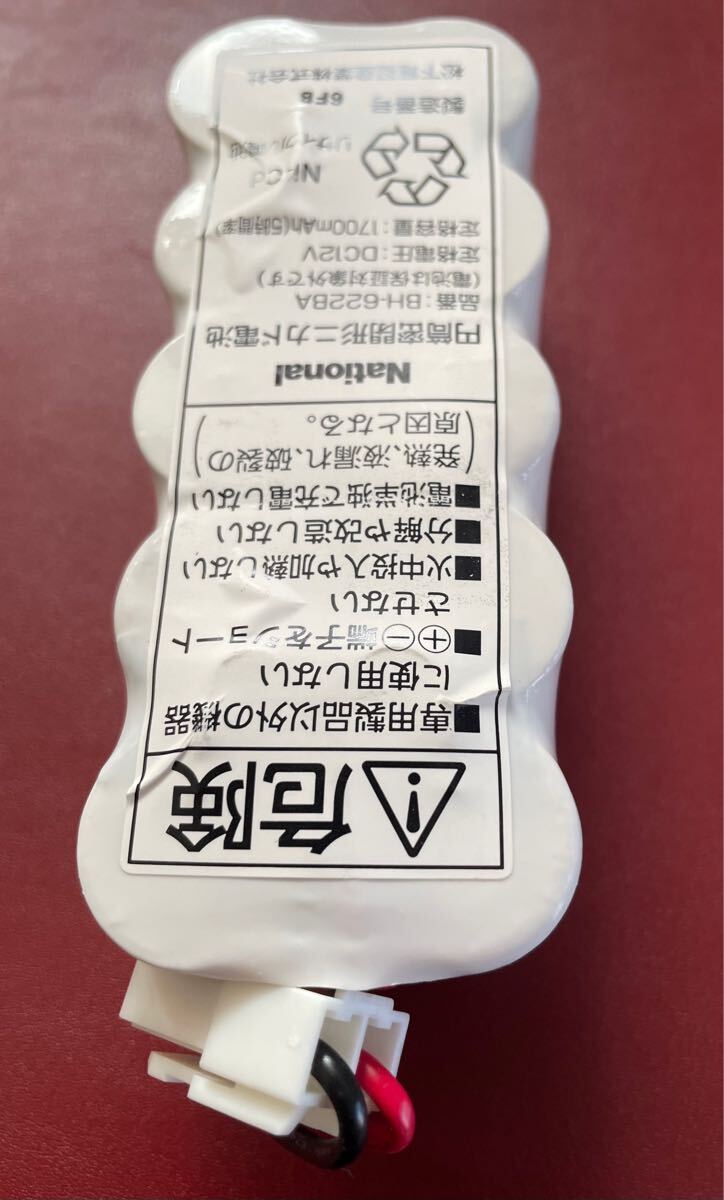 危険
■専用製品以外の機器
に使用しない
■⊕⊖端子をショート
させない
■火中投入や加熱しない
■分解や改造しない
■電池単独で充電しない
(発熱、液漏れ、破裂の
原因となる。)
National
円筒密閉形ニカド電池
品番:BH-622BA
(電池は保証対象外です)
定格電圧:DC12V
定格容量:1700mAh(5時間率)
Ni-Cd
リサイクル電池
製造番号 6FB
松下電器産業株式会社